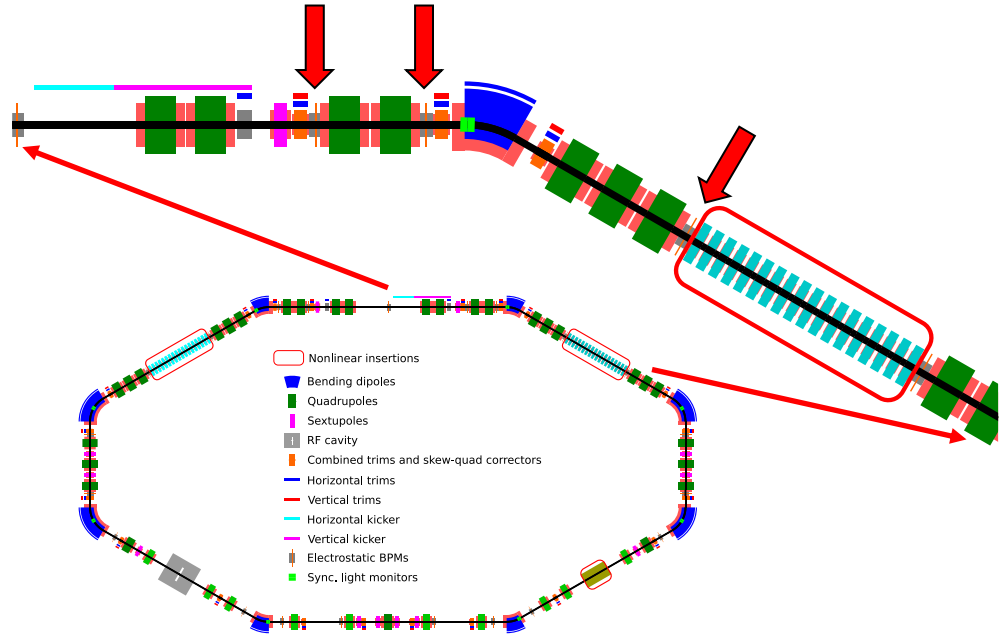 Nonlinear insertions
Bending dipoles
Quadrupoles
Sextupoles
RF cavity
Combined trims and skew-quad correctors
Horizontal trims
Vertical trims
Horizontal kicker
Vertical kicker
Electrostatic BPMs
Sync. light monitors